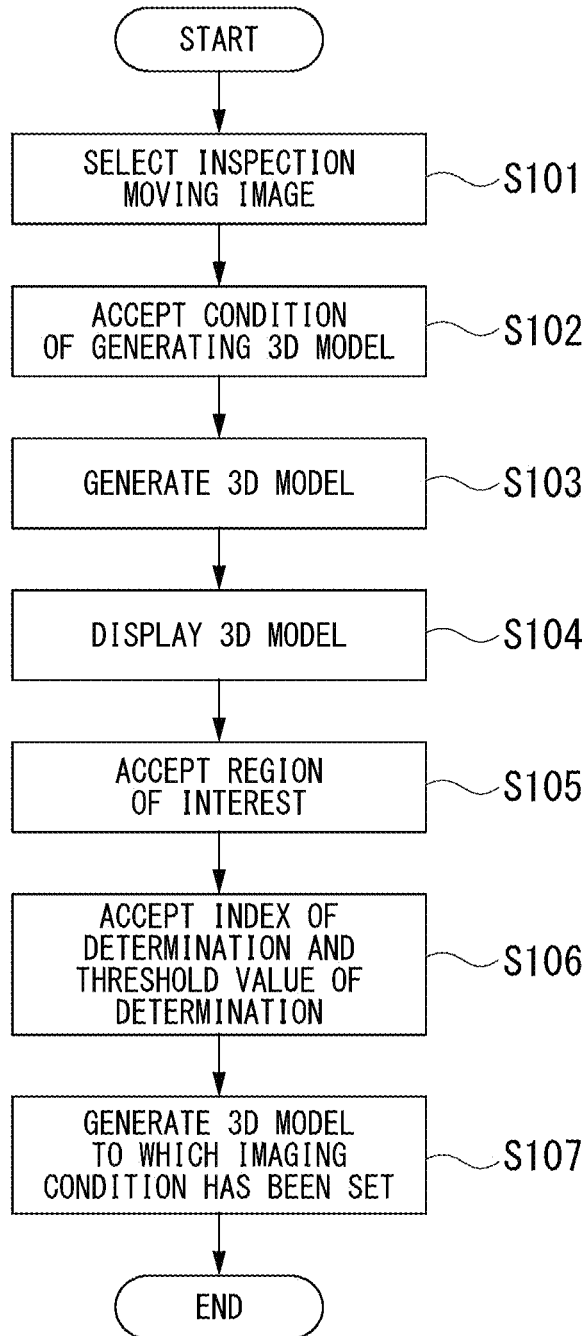 START
SELECT INSPECTION
MOVING IMAGE
S101
ACCEPT CONDITION
OF GENERATING 3D MODEL
S102
GENERATE 3D MODEL
S103
DISPLAY 3D MODEL
S104
ACCEPT REGION
OF INTEREST
S105
ACCEPT INDEX OF
DETERMINATION AND
THRESHOLD VALUE OF
DETERMINATION
S106
GENERATE 3D MODEL
TO WHICH IMAGING
CONDITION HAS BEEN SET
S107
END